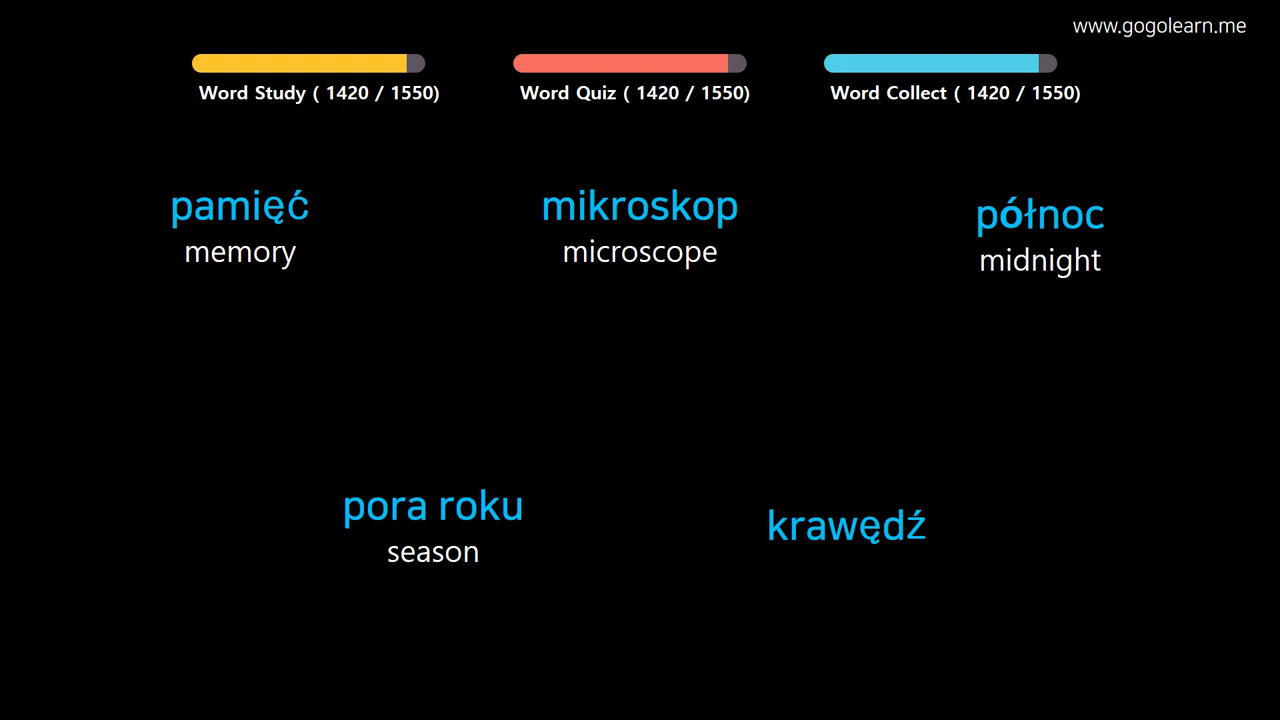 www.gogolearn.me
Word Study ( 1420 / 1550)
Word Quiz ( 1420 / 1550)
Word Collect ( 1420 / 1550)
pamięć
memory
mikroskop
microscope
północ
midnight
pora roku
season
krawędź